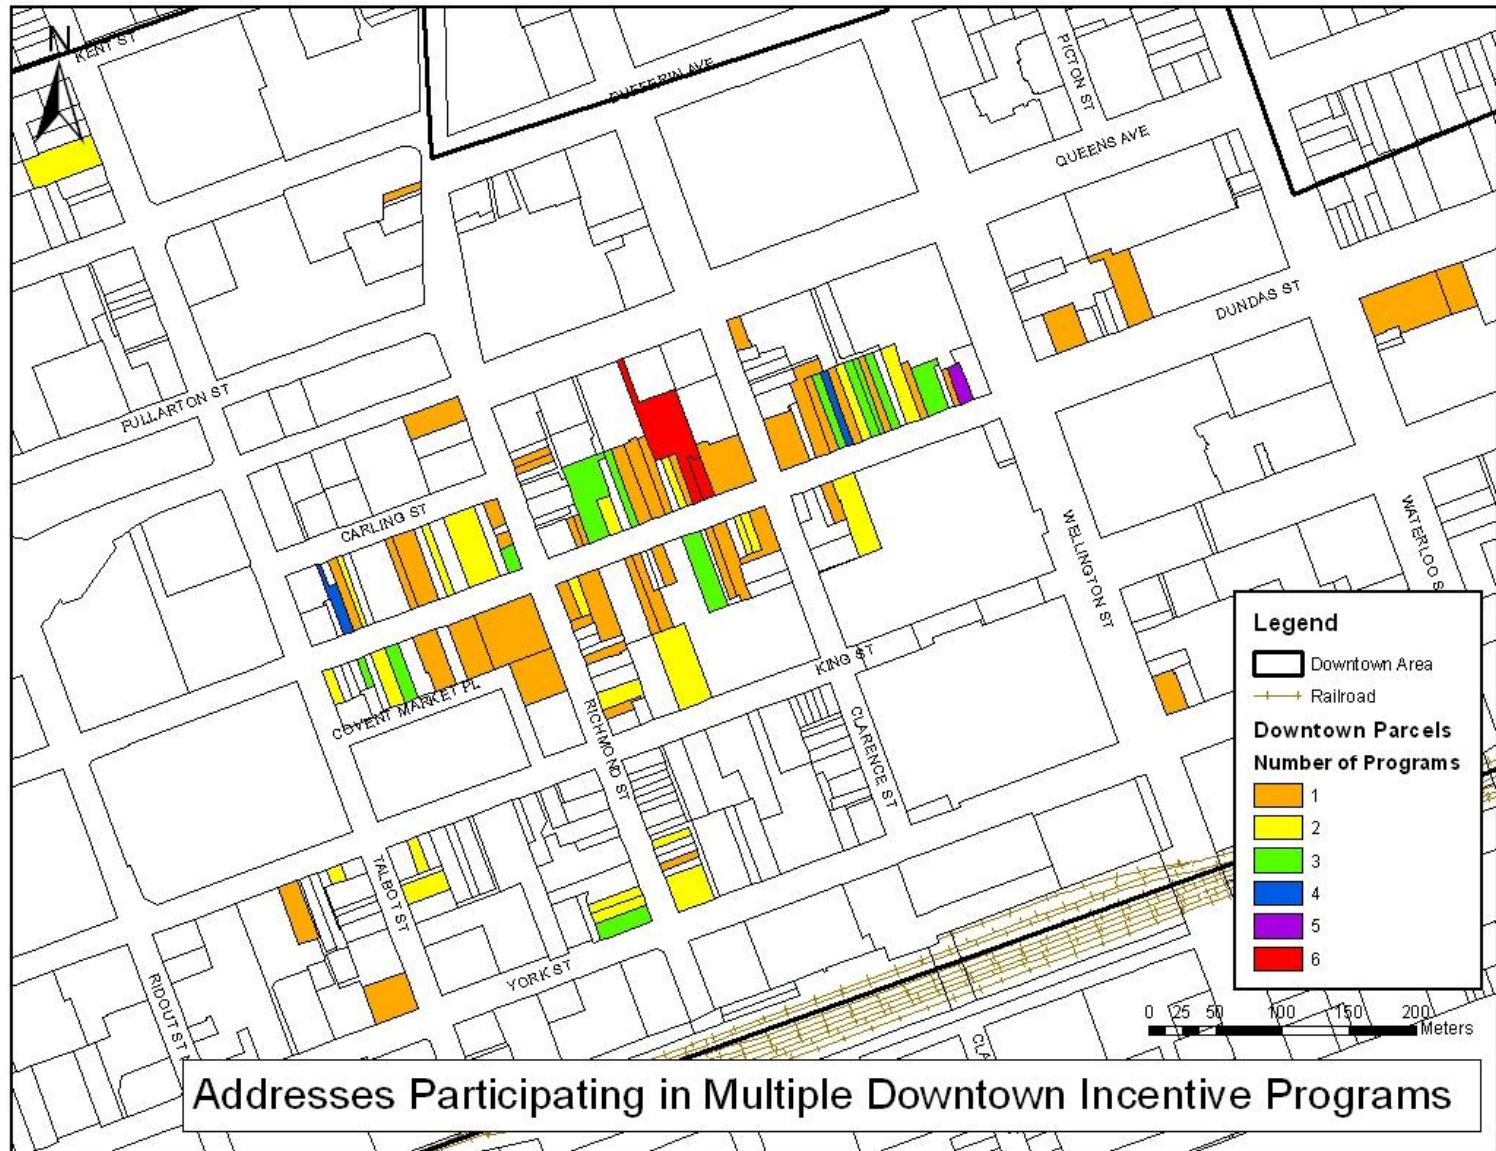 N
KENT ST
DUFFERIN AVE
PICTON ST
QUEENS AVE
DUNDAS ST
FULLARTON ST
CARLING ST
WELLINGTON ST
WATERLOO S
COVENT MARKET PL
RICHMOND ST
KING ST
CLARENCE ST
TALBOT ST
YORK ST
RIDOUT ST
CLA
Legend
Downtown Area
Railroad
Downtown Parcels
Number of Programs
1
2
3
4
5
6
0 25 50 100 150 200
Meters
Addresses Participating in Multiple Downtown Incentive Programs